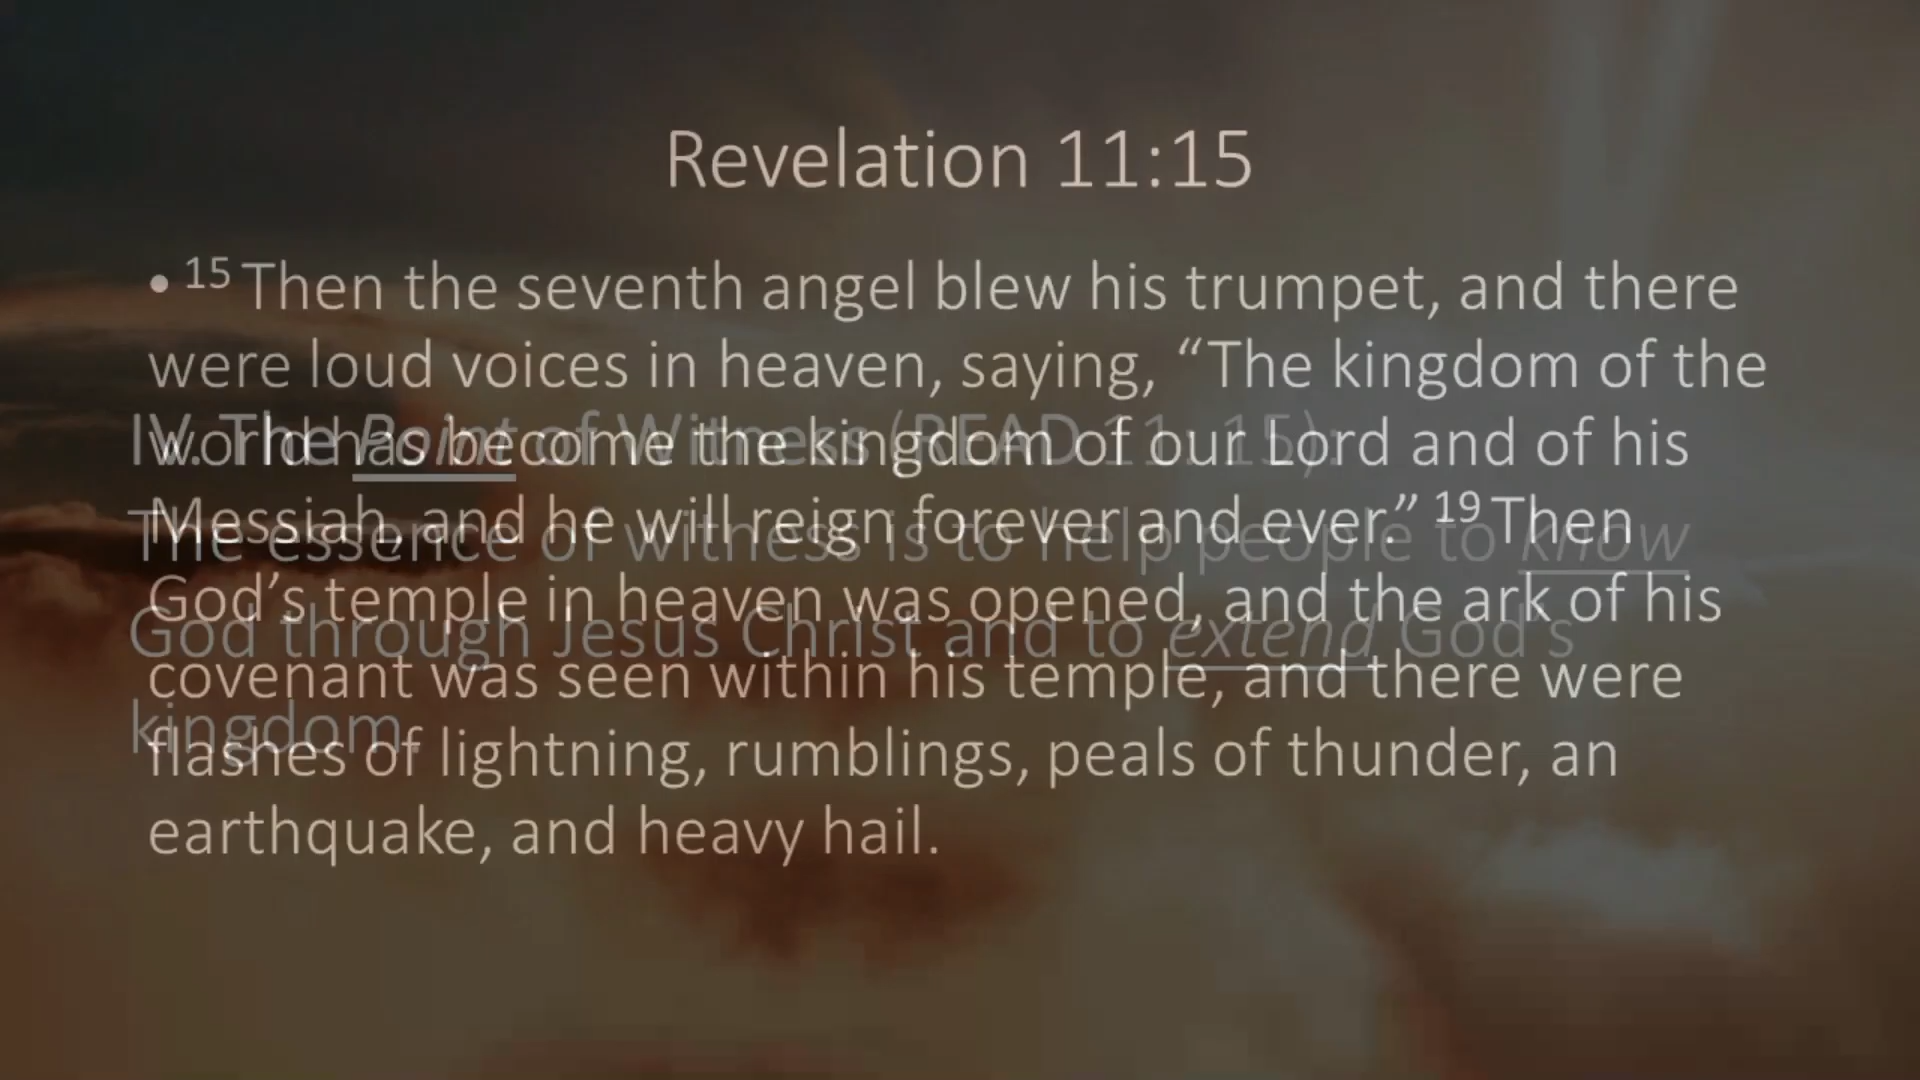 Revelation 11:15
• 15 Then the seventh angel blew his trumpet, and there
were loud voices in heaven, saying, “The kingdom of the
world has become the kingdom of our Lord and of his
Messiah, and he will reign forever and ever.” 19 Then
God’s temple in heaven was opened, and the ark of his
covenant was seen within his temple, and there were
flashes of lightning, rumblings, peals of thunder, an
earthquake, and heavy hail.
IV. The Point of Witness (READ 11:15):
The essence of witness is to help people to know
God through Jesus Christ and to extend God’s
kingdom.